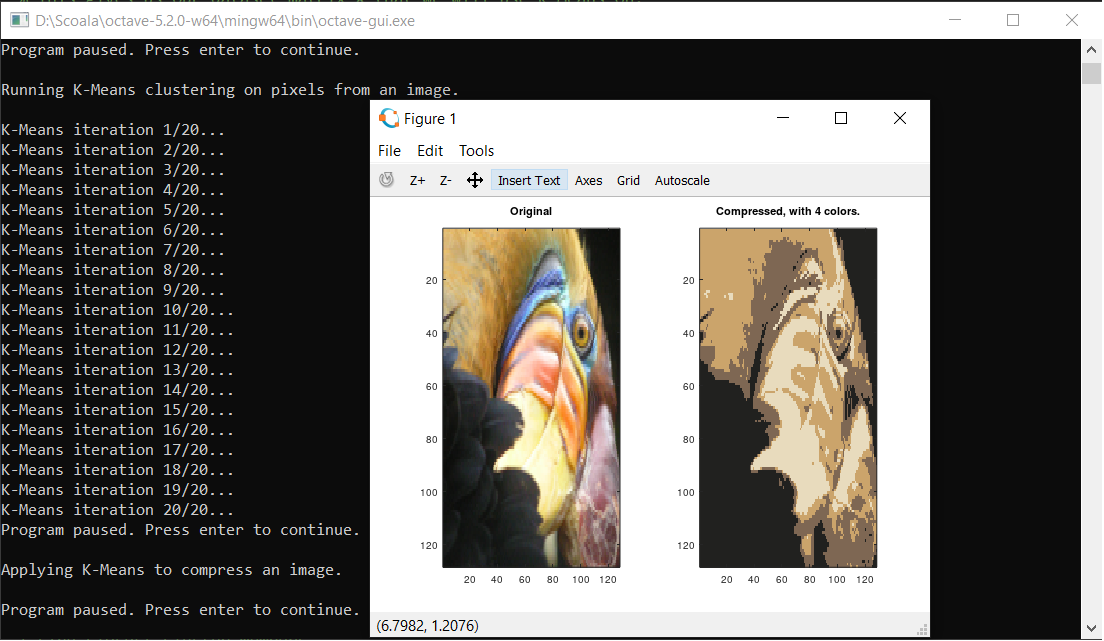 D:\Scoala\octave-5.2.0-w64\mingw64\bin\octave-gui.exe
Program paused. Press enter to continue.
Running K-Means clustering on pixels from an image.
K-Means iteration 1/20...
K-Means iteration 2/20...
K-Means iteration 3/20...
K-Means iteration 4/20...
K-Means iteration 5/20...
K-Means iteration 6/20...
K-Means iteration 7/20...
K-Means iteration 8/20...
K-Means iteration 9/20...
K-Means iteration 10/20...
K-Means iteration 11/20...
K-Means iteration 12/20...
K-Means iteration 13/20...
K-Means iteration 14/20...
K-Means iteration 15/20...
K-Means iteration 16/20...
K-Means iteration 17/20...
K-Means iteration 18/20...
K-Means iteration 19/20...
K-Means iteration 20/20...
Program paused. Press enter to continue.
Applying K-Means to compress an image.
Program paused. Press enter to continue.
Figure 1
File Edit Tools
Z+ Z- Insert Text Axes Grid Autoscale
Original
20
40
60
80
100
120
20 40 60 80 100 120
Compressed, with 4 colors.
20
40
60
80
100
120
20 40 60 80 100 120
(6.7982, 1.2076)